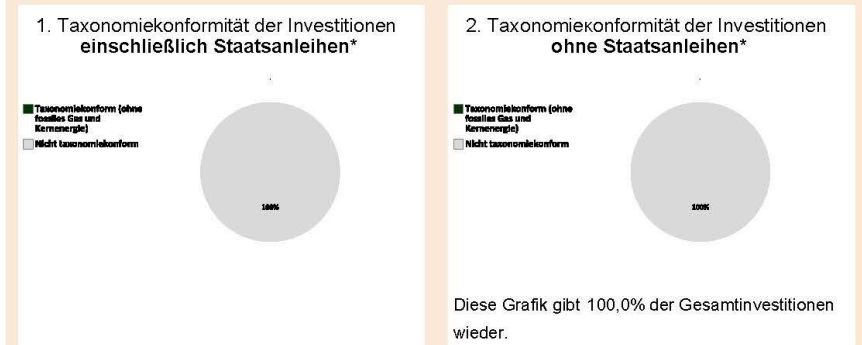 1. Taxonomiekonformität der Investitionen
einschließlich Staatsanleihen*
Taxonomiekonform (ohne
fossiles Gas und
Kernenergie)
Nicht taxonomiekonform
100%
2. Taxonomiekonformität der Investitionen
ohne Staatsanleihen*
Taxonomiekonform (ohne
fossiles Gas und
Kernenergie)
Nicht taxonomiekonform
100%
Diese Grafik gibt 100,0% der Gesamtinvestitionen
wieder.